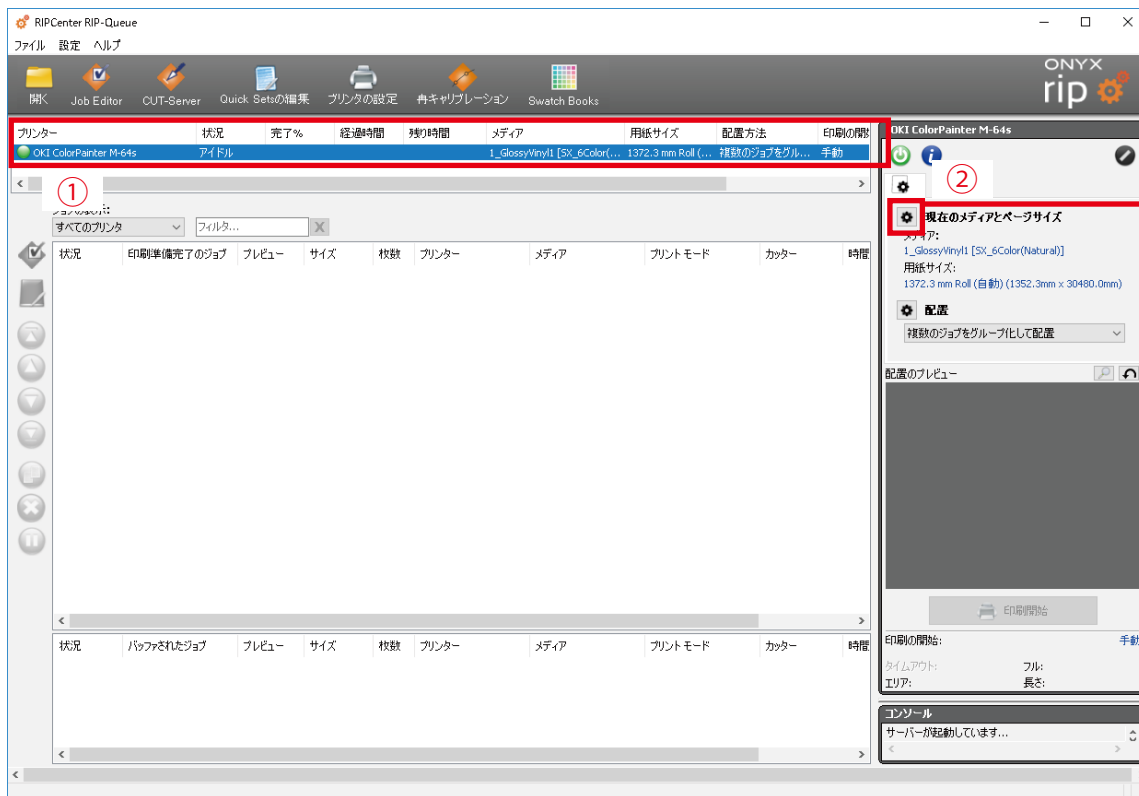 RIPCenter RIP-Queue
ファイル 設定 ヘルプ
開く Job Editor CUT-Server Quick Setsの編集 プリンタの設定 再キャリブレーション Swatch Books
ONYX
rip
プリンター 状況 完了% 経過時間 残り時間 メディア 用紙サイズ 配置方法 印刷の開
OKI ColorPainter M-64s アイドル 1_GlossyVinyl1 [SX_6Color(... 1372.3 mm Roll (... 複数のジョブをグル... 手動
①
すべてのプリンタ フィルタ... X
状況 印刷準備完了のジョブ プレビュー サイズ 枚数 プリンター メディア プリント モード カッター 時間
状況 バッファされたジョブ プレビュー サイズ 枚数 プリンター メディア プリント モード カッター 時間
OKI ColorPainter M-64s
②
現在のメディアとページサイズ
メディア:
1_GlossyVinyl1 [SX_6Color(Natural)]
用紙サイズ:
1372.3 mm Roll (自動) (1352.3mm x 30480.0mm)
配置
複数のジョブをグループ化して配置
配置のプレビュー
印刷開始
印刷の開始: 手動
タイムアウト: フル:
エリア: 長さ:
コンソール
サーバーが起動しています...